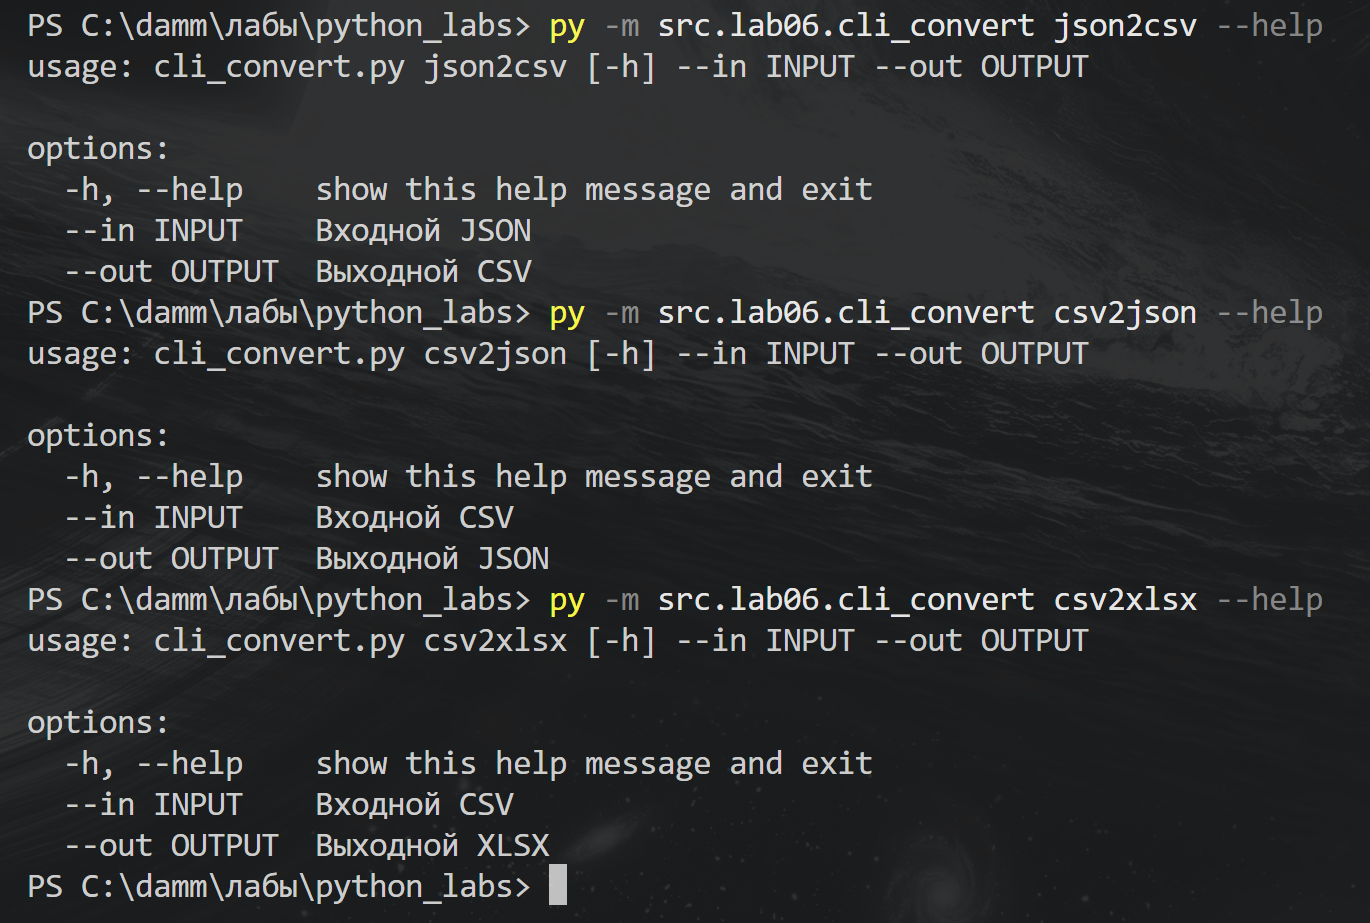 PS C:\damm\лабы\python_labs> py -m src.lab06.cli_convert json2csv --help
usage: cli_convert.py json2csv [-h] --in INPUT --out OUTPUT
options:
  -h, --help    show this help message and exit
  --in INPUT    Входной JSON
  --out OUTPUT  Выходной CSV
PS C:\damm\лабы\python_labs> py -m src.lab06.cli_convert csv2json --help
usage: cli_convert.py csv2json [-h] --in INPUT --out OUTPUT
options:
  -h, --help    show this help message and exit
  --in INPUT    Входной CSV
  --out OUTPUT  Выходной JSON
PS C:\damm\лабы\python_labs> py -m src.lab06.cli_convert csv2xlsx --help
usage: cli_convert.py csv2xlsx [-h] --in INPUT --out OUTPUT
options:
  -h, --help    show this help message and exit
  --in INPUT    Входной CSV
  --out OUTPUT  Выходной XLSX
PS C:\damm\лабы\python_labs>